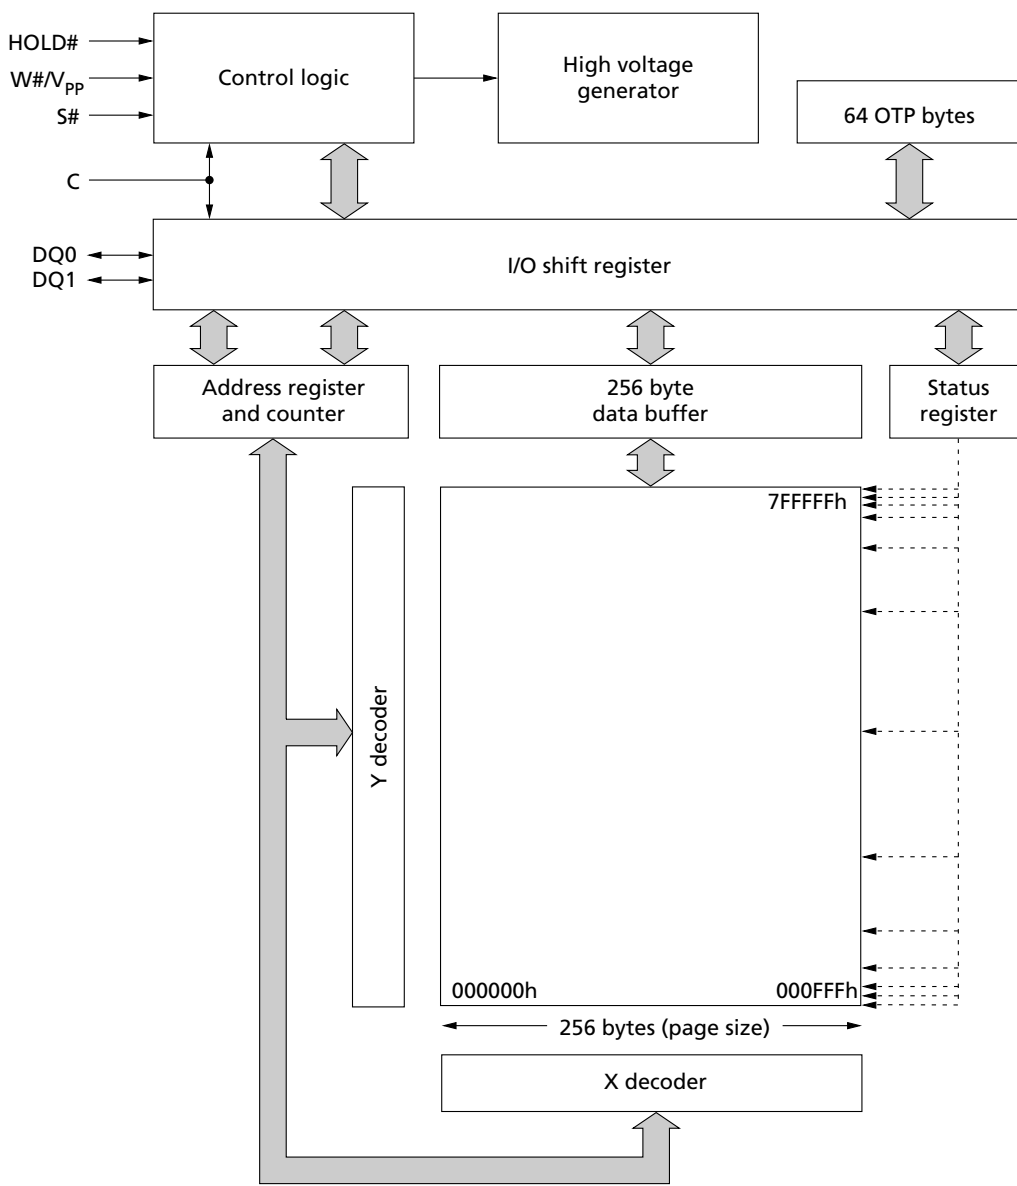 HOLD#
W#/VPP
S#
C
Control logic
High voltage
generator
64 OTP bytes
DQ0
DQ1
I/O shift register
Address register
and counter
256 byte
data buffer
Status
register
7FFFFFh
Y decoder
000000h
000FFFh
256 bytes (page size)
X decoder